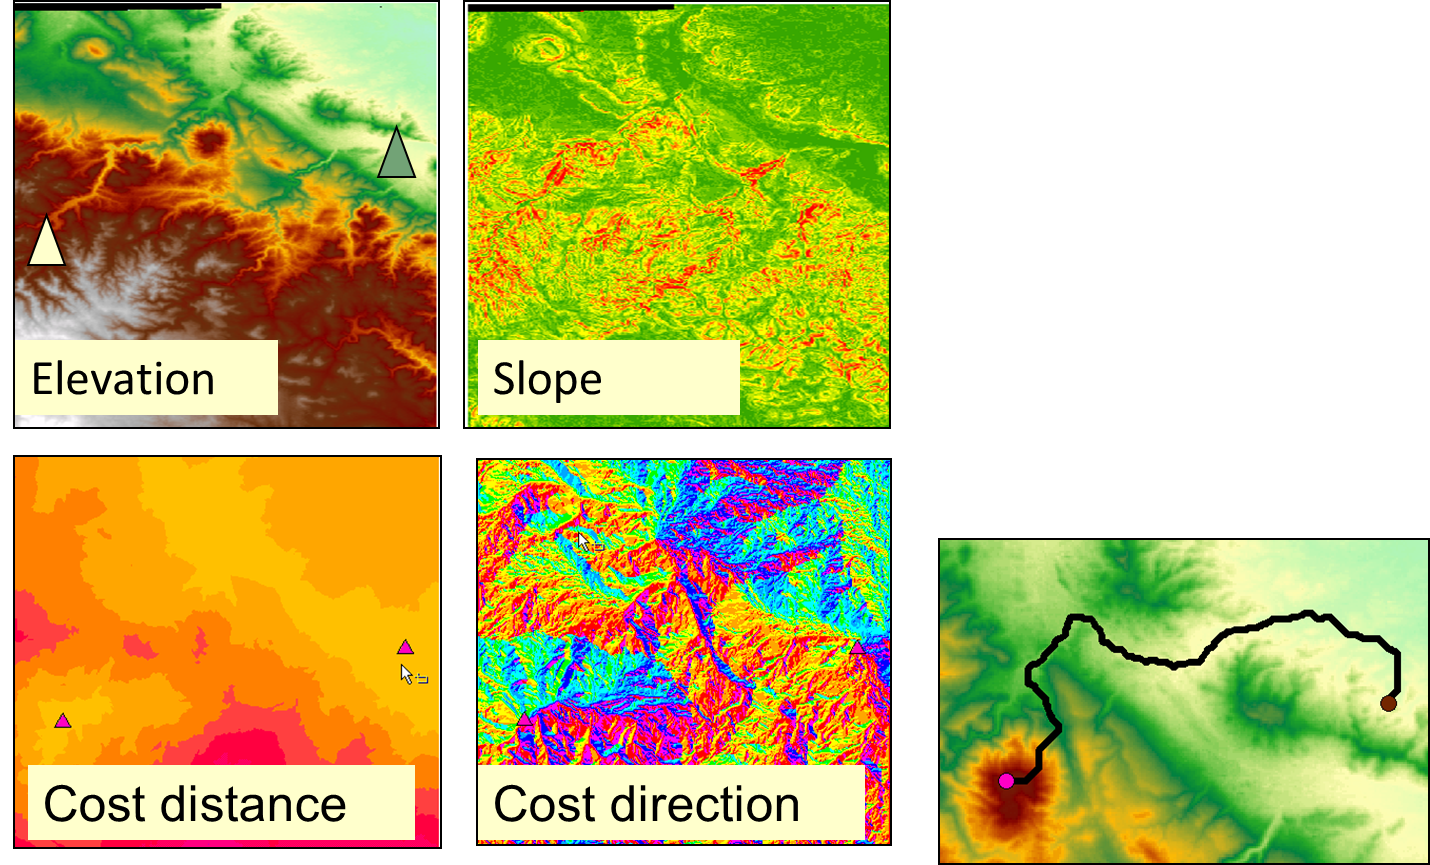 Elevation
Slope
Cost distance
Cost direction